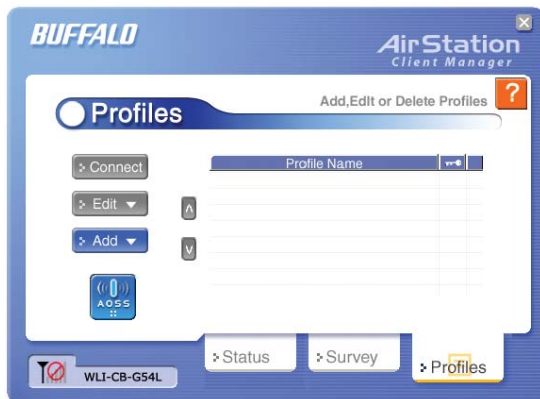 BUFFALO
AirStation
Client Manager
Profiles
Add,EdIt or Delete Profiles
?
Connect
Edit
Add
AOSS
Profile Name
Status
Survey
Profiles
WLI-CB-G54L